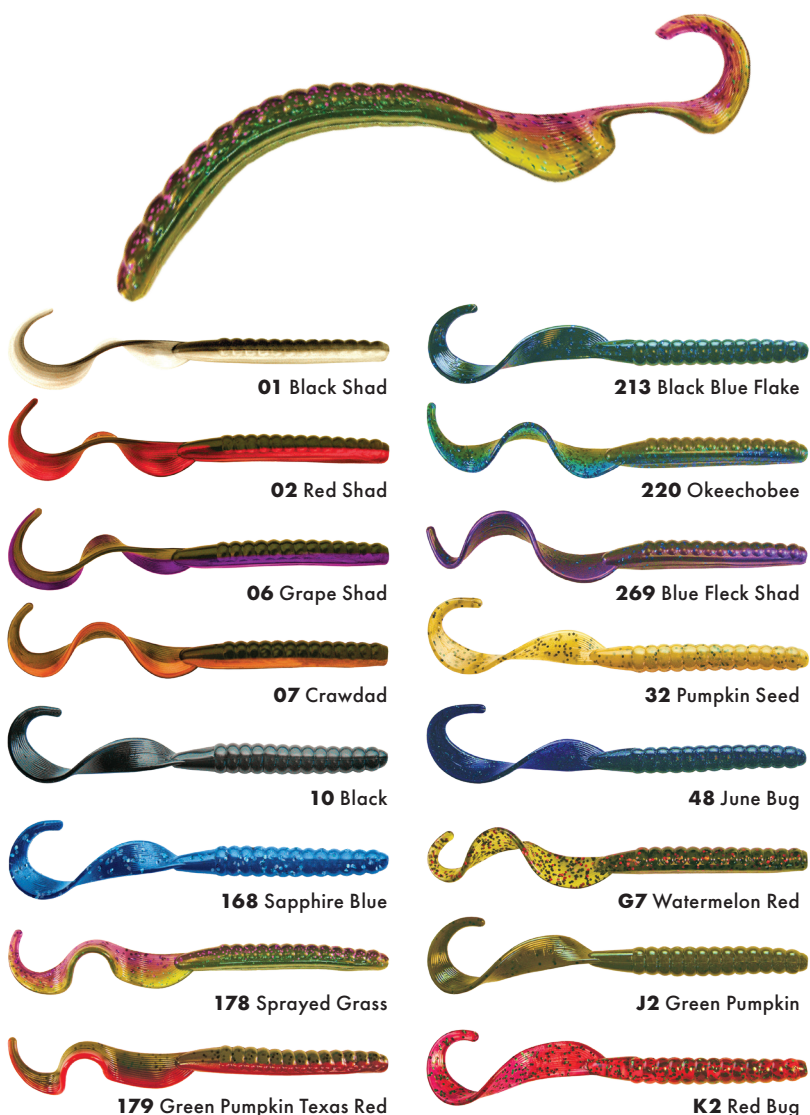 01 Black Shad
02 Red Shad
06 Grape Shad
07 Crawdad
10 Black
168 Sapphire Blue
178 Sprayed Grass
179 Green Pumpkin Texas Red
213 Black Blue Flake
220 Okeechobee
269 Blue Fleck Shad
32 Pumpkin Seed
48 June Bug
G7 Watermelon Red
J2 Green Pumpkin
K2 Red Bug